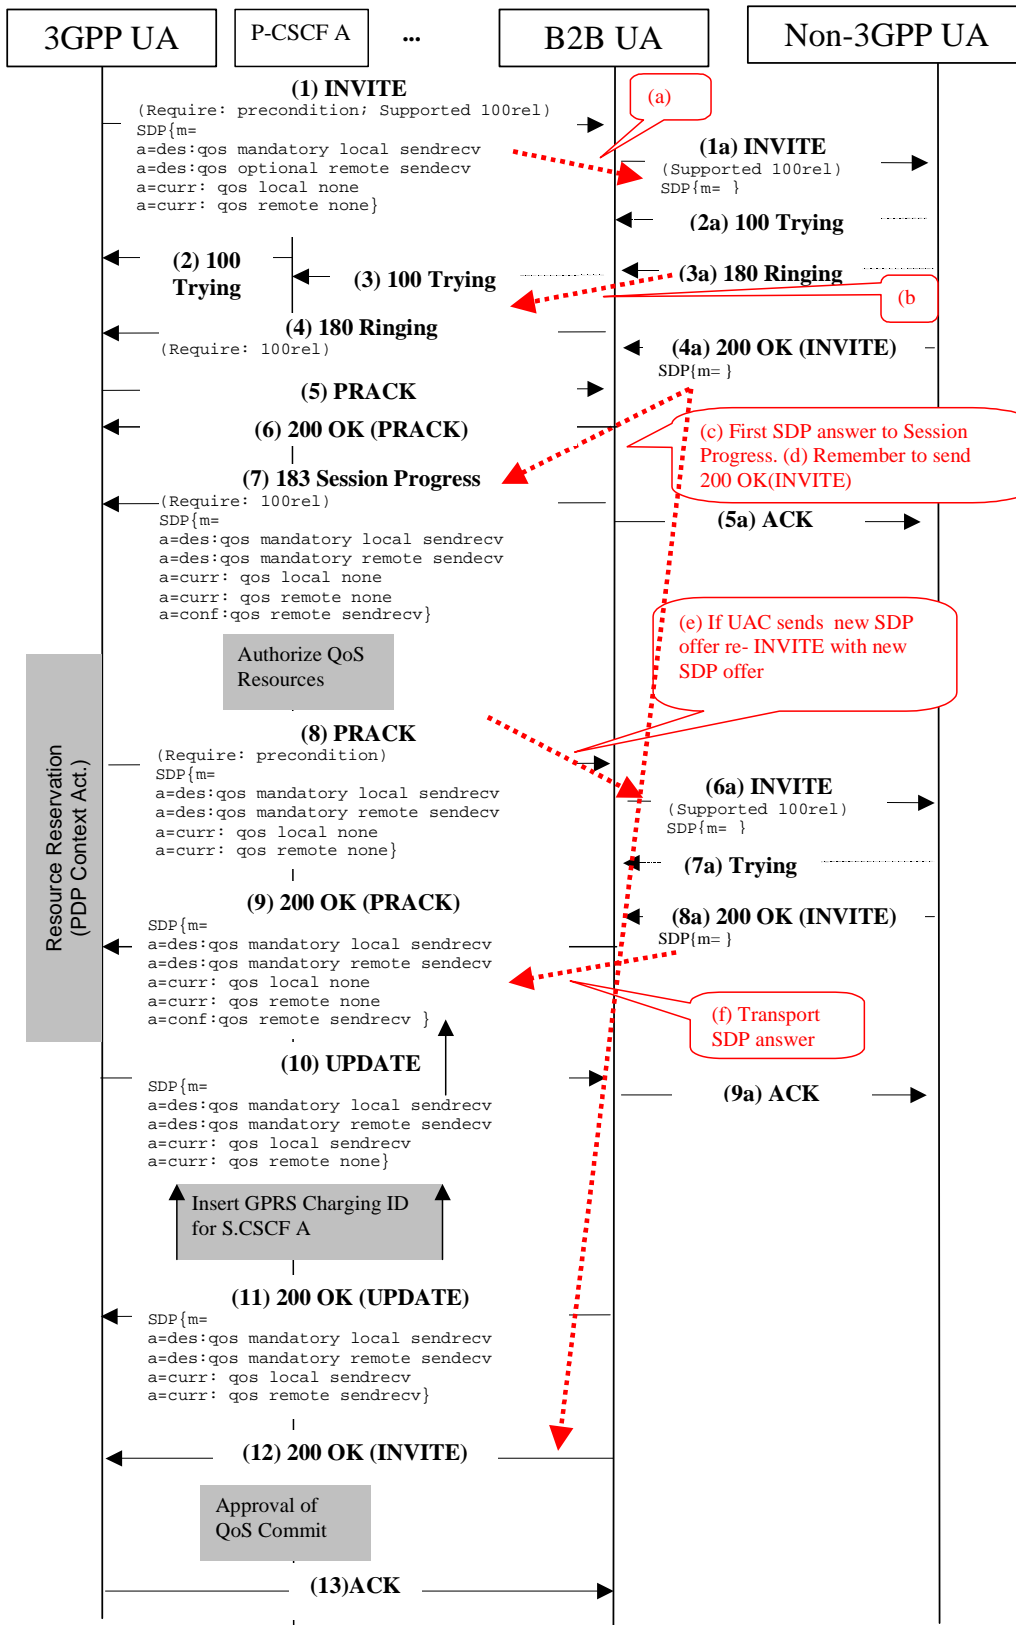 3GPP UA
P-CSCF A
...
B2B UA
Non-3GPP UA
(1) INVITE
(Require: precondition; Supported 100rel)
SDP{m=
a=des:qos mandatory local sendrecv
a=des:qos optional remote sendecv
a=curr: qos local none
a=curr: qos remote none}
(a)
(1a) INVITE
(Supported 100rel)
SDP{m= }
(2a) 100 Trying
(2) 100
Trying
(3) 100 Trying
(3a) 180 Ringing
(b
(4) 180 Ringing
(Require: 100rel)
(4a) 200 OK (INVITE)
SDP{m= }
(5) PRACK
(6) 200 OK (PRACK)
(c) First SDP answer to Session
Progress. (d) Remember to send
200 OK(INVITE)
(7) 183 Session Progress
(Require: 100rel)
SDP{m=
a=des:qos mandatory local sendrecv
a=des:qos mandatory remote sendecv
a=curr: qos local none
a=curr: qos remote none
a=conf:qos remote sendrecv}
(5a) ACK
(e) If UAC sends new SDP
offer re- INVITE with new
SDP offer
Authorize QoS
Resources
Resource Reservation
(PDP Context Act.)
(8) PRACK
(Require: precondition)
SDP{m=
a=des:qos mandatory local sendrecv
a=des:qos mandatory remote sendecv
a=curr: qos local none
a=curr: qos remote none}
(6a) INVITE
(Supported 100rel)
SDP{m= }
(7a) Trying
(9) 200 OK (PRACK)
SDP{m=
a=des:qos mandatory local sendrecv
a=des:qos mandatory remote sendecv
a=curr: qos local none
a=curr: qos remote none
a=conf:qos remote sendrecv }
(8a) 200 OK (INVITE)
SDP{m= }
(f) Transport
SDP answer
(10) UPDATE
SDP{m=
a=des:qos mandatory local sendrecv
a=des:qos mandatory remote sendecv
a=curr: qos local sendrecv
a=curr: qos remote none}
(9a) ACK
Insert GPRS Charging ID
for S.CSCF A
(11) 200 OK (UPDATE)
SDP{m=
a=des:qos mandatory local sendrecv
a=des:qos mandatory remote sendecv
a=curr: qos local sendrecv
a=curr: qos remote sendrecv}
(12) 200 OK (INVITE)
Approval of
QoS Commit
(13)ACK